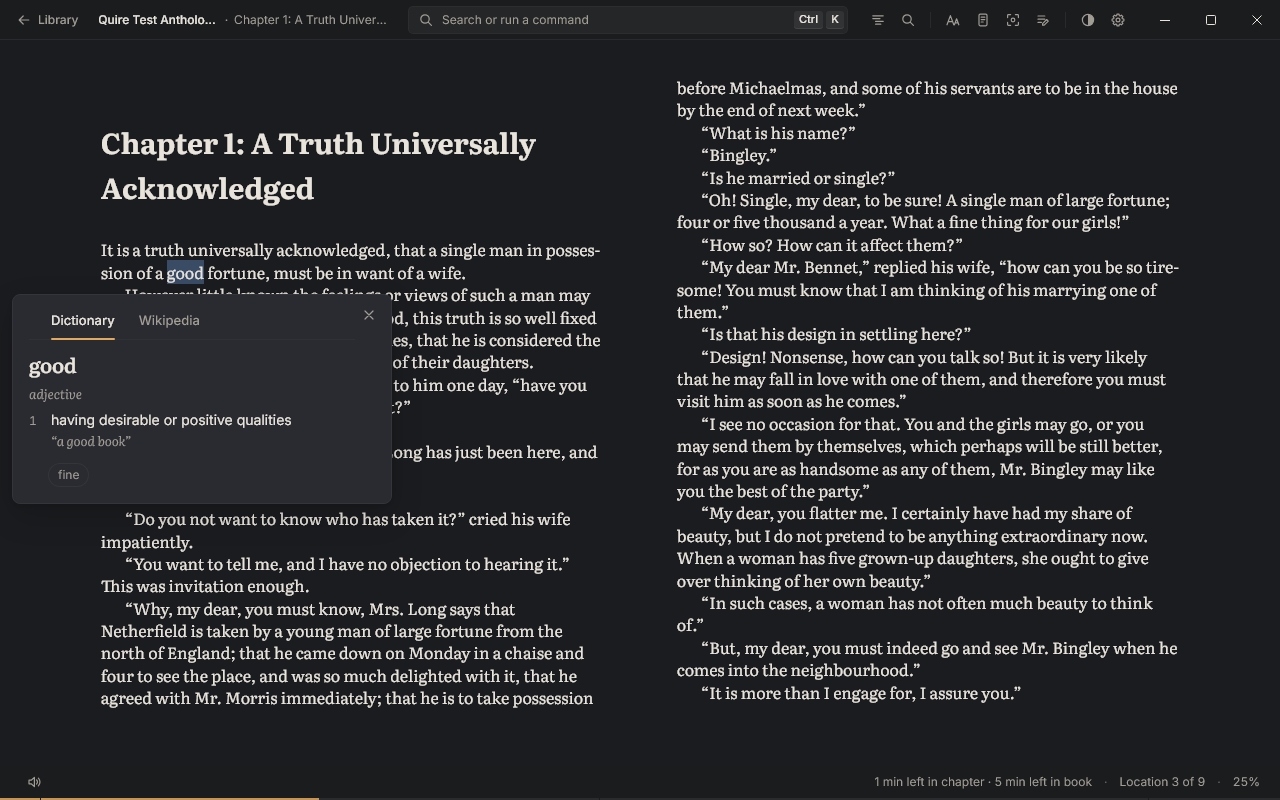 Library
Quire Test Antholo... · Chapter 1: A Truth Univer...
Search or run a command
Ctrl K
AA
Chapter 1: A Truth Universally
Acknowledged
It is a truth universally acknowledged, that a single man in posses-
sion of a good fortune, must be in want of a wife.
However little known the feelings or views of such a man may
d, this truth is so well fixed
es, that he is considered the
of their daughters.
to him one day, “have you
t?”
ong has just been here, and
Dictionary
Wikipedia
good
adjective
1 having desirable or positive qualities
“a good book”
fine
“Do you not want to know who has taken it?” cried his wife
impatiently.
“You want to tell me, and I have no objection to hearing it.”
This was invitation enough.
“Why, my dear, you must know, Mrs. Long says that
Netherfield is taken by a young man of large fortune from the
north of England; that he came down on Monday in a chaise and
four to see the place, and was so much delighted with it, that he
agreed with Mr. Morris immediately; that he is to take possession
before Michaelmas, and some of his servants are to be in the house
by the end of next week.”
“What is his name?”
“Bingley.”
“Is he married or single?”
“Oh! Single, my dear, to be sure! A single man of large fortune;
four or five thousand a year. What a fine thing for our girls!”
“How so? How can it affect them?”
“My dear Mr. Bennet,” replied his wife, “how can you be so tire-
some! You must know that I am thinking of his marrying one of
them.”
“Is that his design in settling here?”
“Design! Nonsense, how can you talk so! But it is very likely
that he may fall in love with one of them, and therefore you must
visit him as soon as he comes.”
“I see no occasion for that. You and the girls may go, or you
may send them by themselves, which perhaps will be still better,
for as you are as handsome as any of them, Mr. Bingley may like
you the best of the party.”
“My dear, you flatter me. I certainly have had my share of
beauty, but I do not pretend to be anything extraordinary now.
When a woman has five grown-up daughters, she ought to give
over thinking of her own beauty.”
“In such cases, a woman has not often much beauty to think
of.”
“But, my dear, you must indeed go and see Mr. Bingley when he
comes into the neighbourhood.”
“It is more than I engage for, I assure you.”
1 min left in chapter · 5 min left in book · Location 3 of 9 · 25%